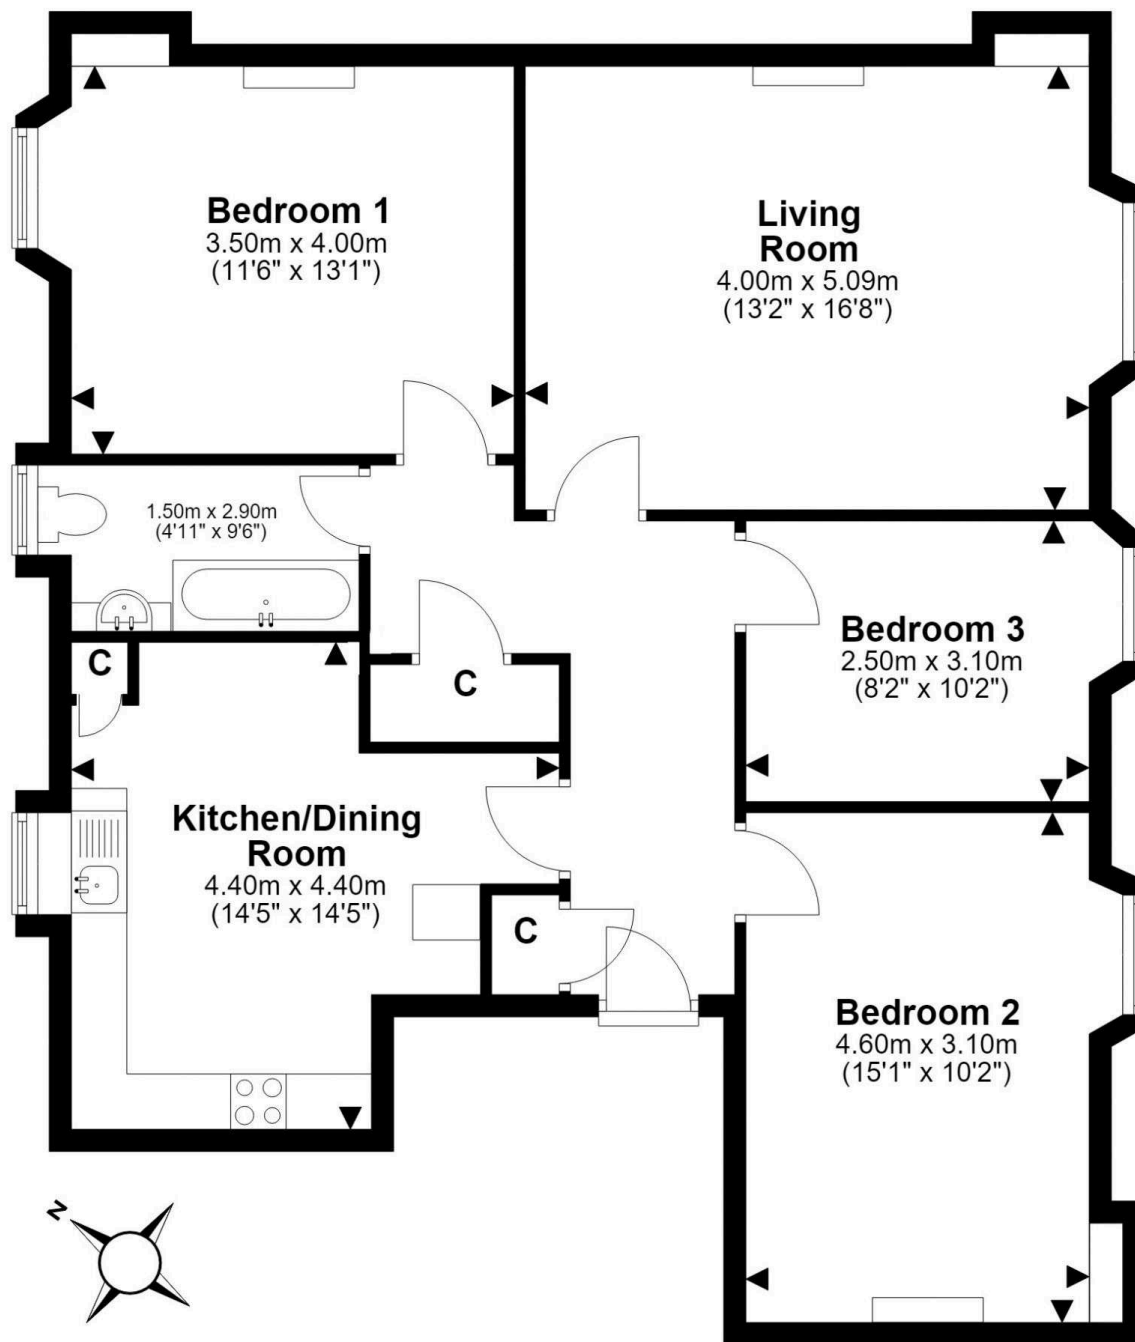 Bedroom 1
3.50m x 4.00m
(11'6" x 13'1")
Living
Room
4.00m x 5.09m
(13'2" x 16'8")
1.50m x 2.90m
(4'11" x 9'6")
Bedroom 3
2.50m x 3.10m
(8'2" x 10'2")
C
C
Kitchen/Dining
Room
4.40m x 4.40m
(14'5" x 14'5")
C
Bedroom 2
4.60m x 3.10m
(15'1" x 10'2")
N